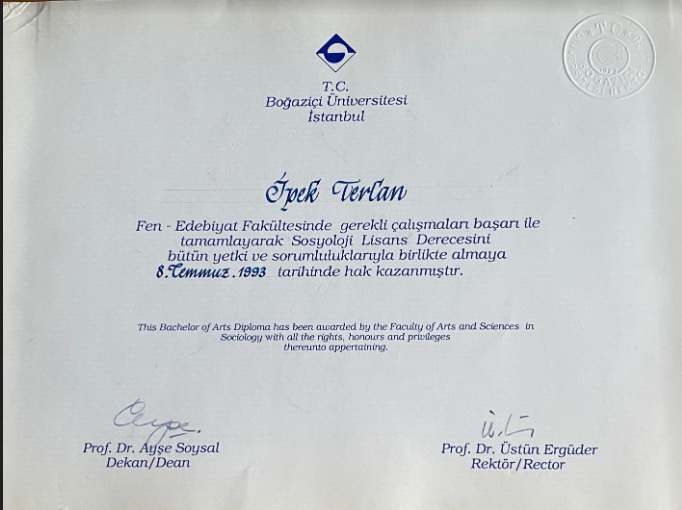 T.C.
Boğaziçi Üniversitesi
İstanbul
İpek Tercan
Fen - Edebiyat Fakültesinde gerekli çalışmaları başarı ile
tamamlayarak Sosyoloji Lisans Derecesini
bütün yetki ve sorumluluklarıyla birlikte almaya
8.Temmuz.1993 tarihinde hak kazanmıştır.
This Bachelor of Arts Diploma has been awarded by the Faculty of Arts and Sciences in
Sociology with all the rights, honours and privileges
thereunto appertaining.
Prof. Dr. Ayşe Soysal
Dekan/Dean
Prof. Dr. Üstün Ergüder
Rektör/Rector